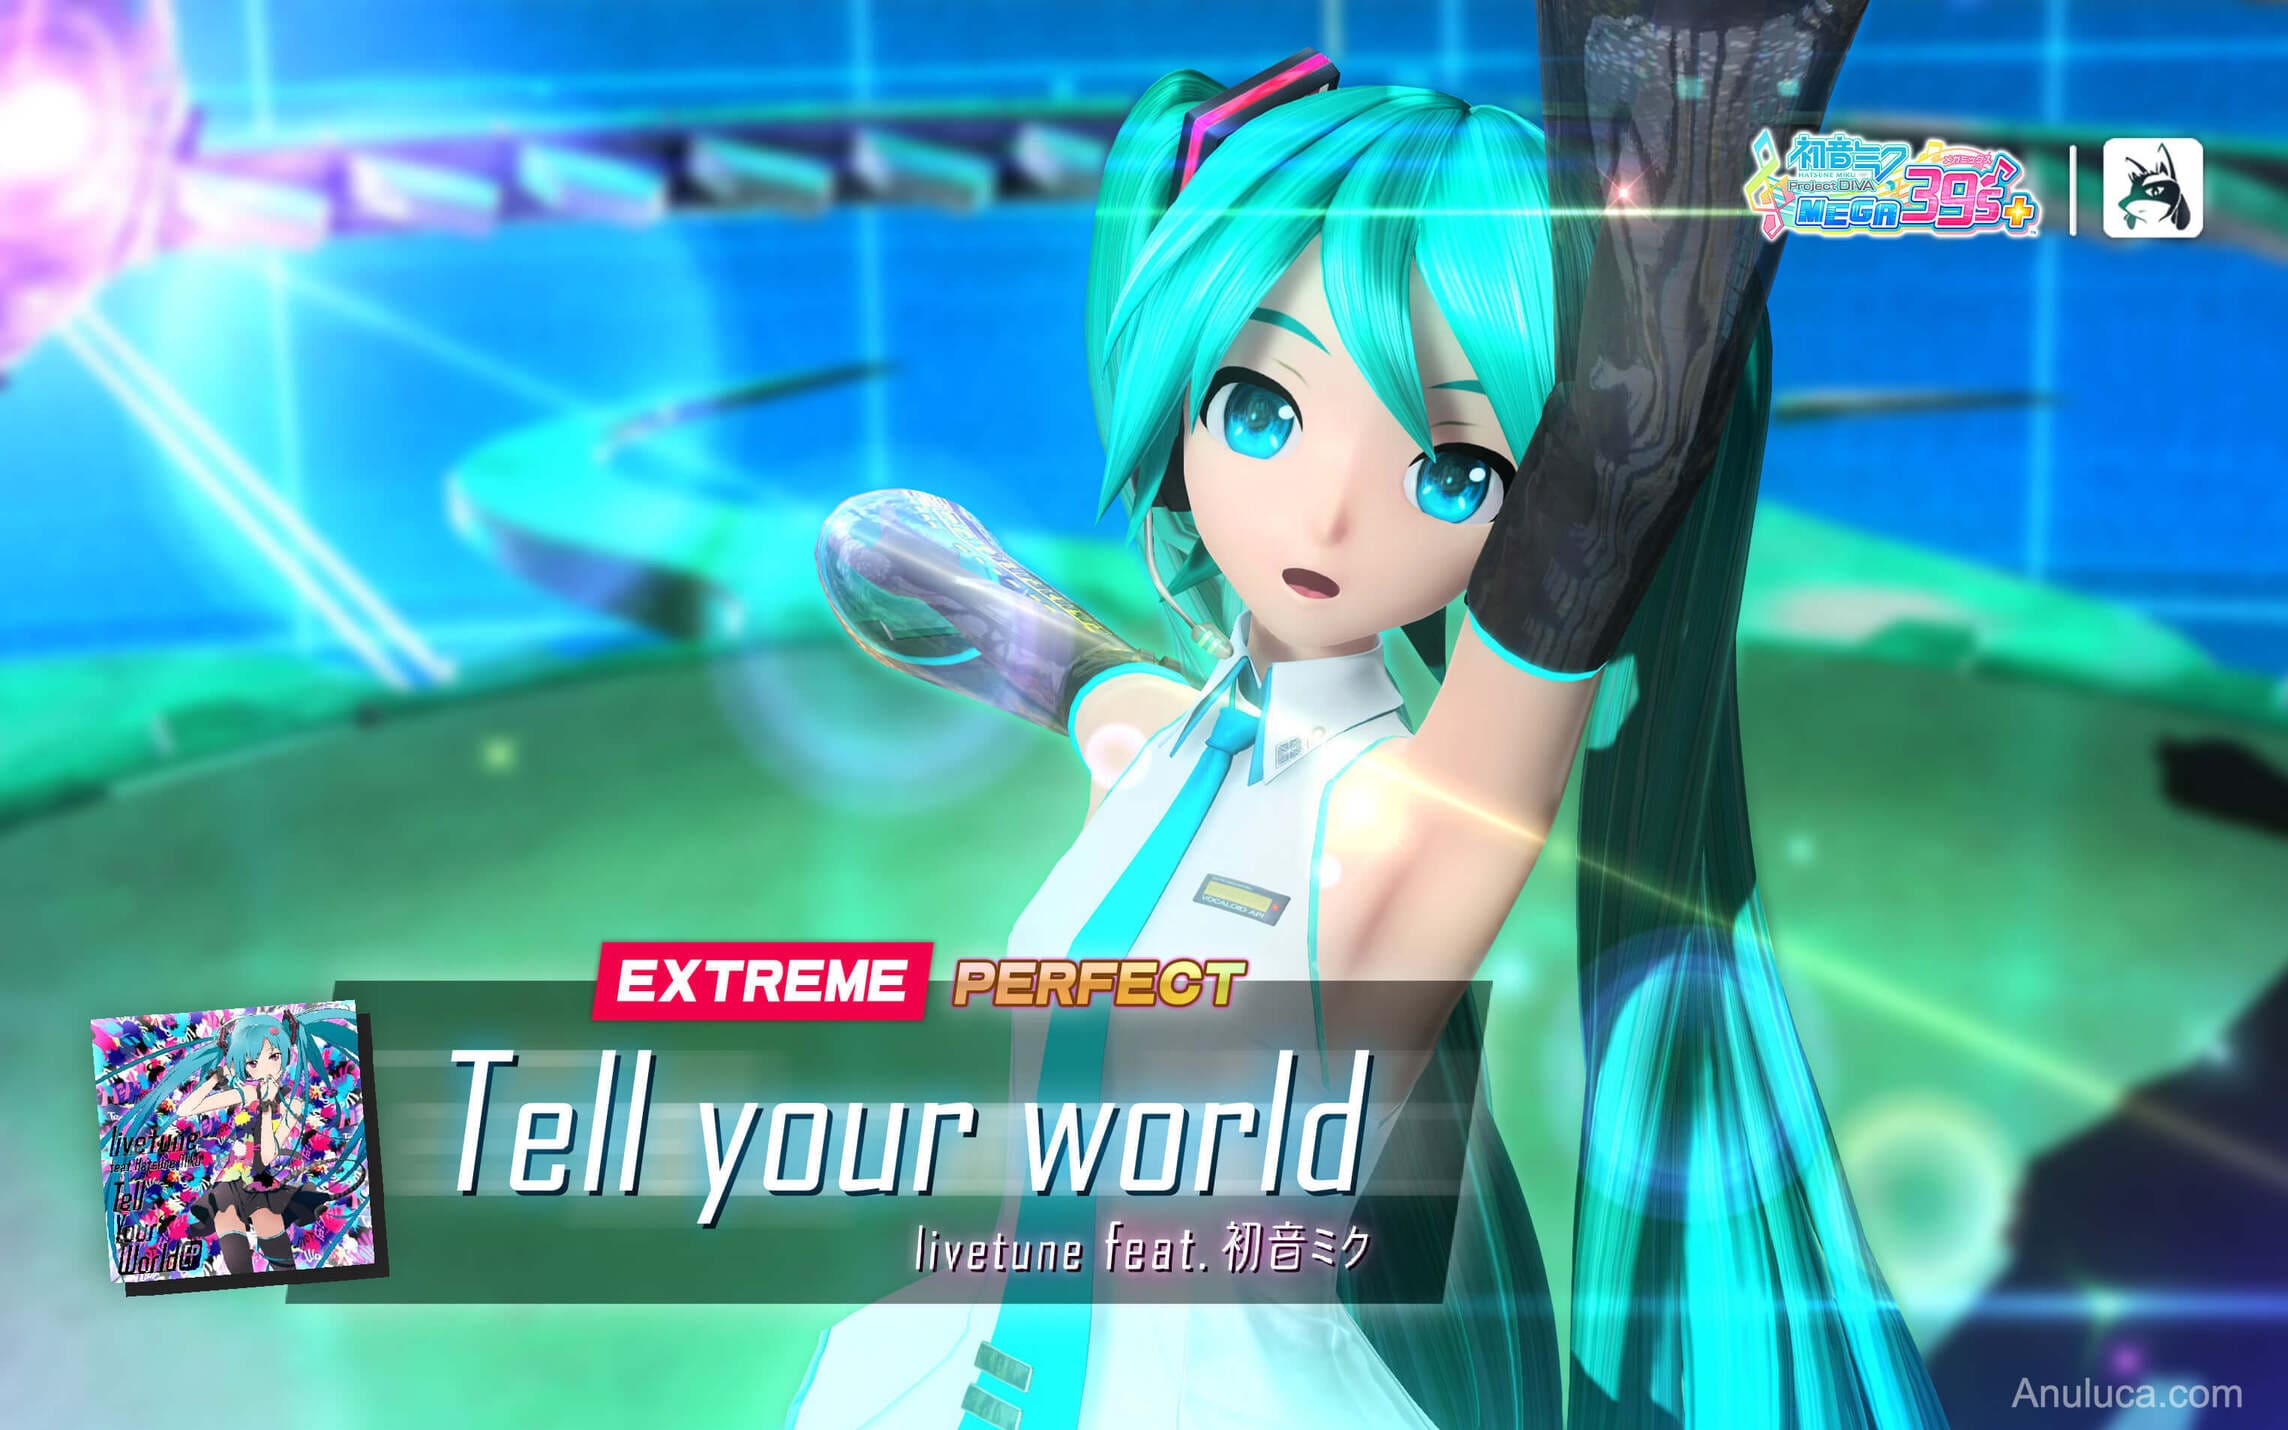 初音ミク
HATSUNE MIKU
Project DIVA
メガミックス
MEGA39's+
VOCALOID API
EXTREME PERFECT
Tell your world
livetune feat. 初音ミク
livetune
feat. Hatsune Miku
Tell
Your
World
Anuluca.com